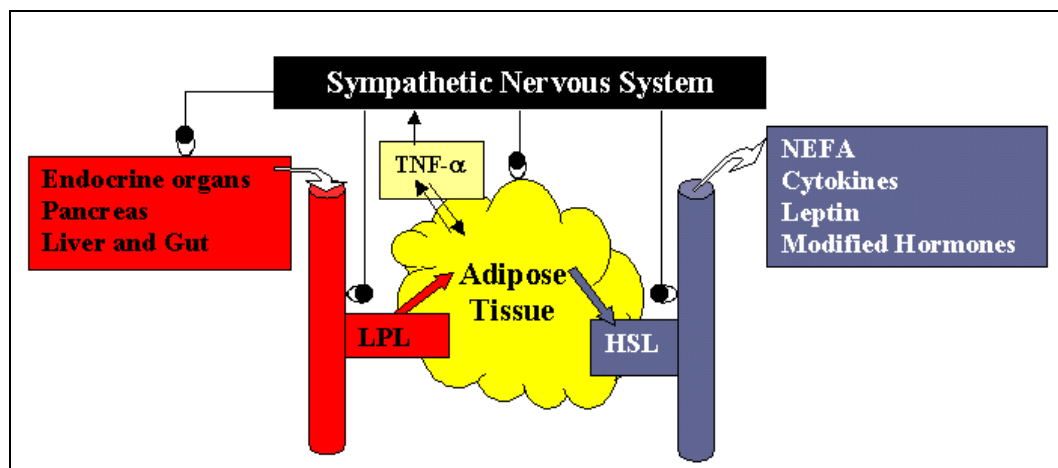 Sympathetic Nervous System
TNF-α
Endocrine organs
Pancreas
Liver and Gut
NEFA
Cytokines
Leptin
Modified Hormones
Adipose
Tissue
LPL
HSL